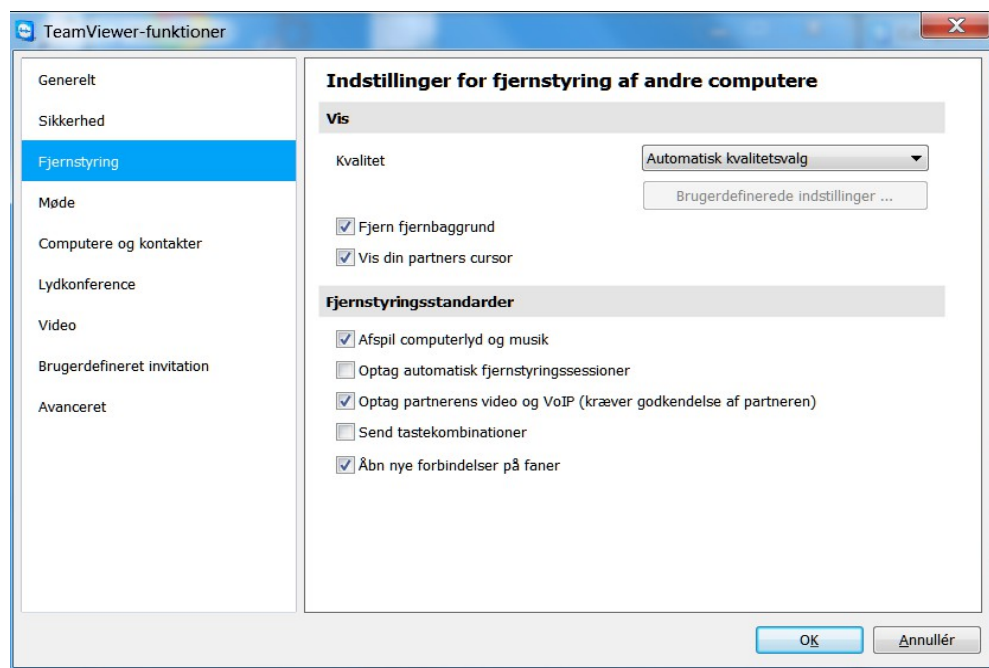 TeamViewer-funktioner
X
Generelt
Sikkerhed
Fjernstyring
Møde
Computere og kontakter
Lydkonference
Video
Brugerdefineret invitation
Avanceret
Indstillinger for fjernstyring af andre computere
Vis
Kvalitet
Automatisk kvalitetsvalg
Brugerdefinerede indstillinger ...
Fjern fjernbaggrund
Vis din partners cursor
Fjernstyringsstandarder
Afspil computerlyd og musik
Optag automatisk fjernstyringssessioner
Optag partnerens video og VoIP (kræver godkendelse af partneren)
Send tastekombinationer
Åbn nye forbindelser på faner
OK
Annullér